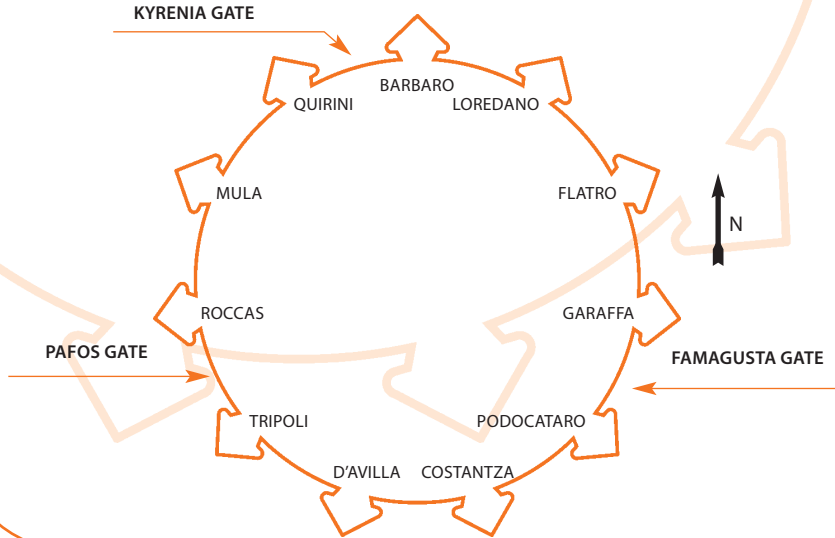 KYRENIA GATE
BARBARO
QUIRINI
LOREDANO
MULA
FLATRO
N
ROCCAS
GARAFFA
PAFOS GATE
FAMAGUSTA GATE
TRIPOLI
PODOCATARO
D'AVILLA
COSTANTZA